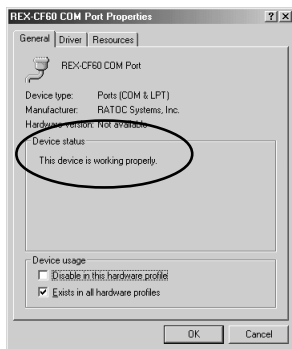 REX-CF60 COM Port Properties ? X
General Driver Resources
REX-CF60 COM Port
Device type: Ports (COM & LPT)
Manufacturer: RATOC Systems, Inc.
Hardware version: Not available
Device status
This device is working properly.
Device usage
Disable in this hardware profile
Exists in all hardware profiles
OK Cancel